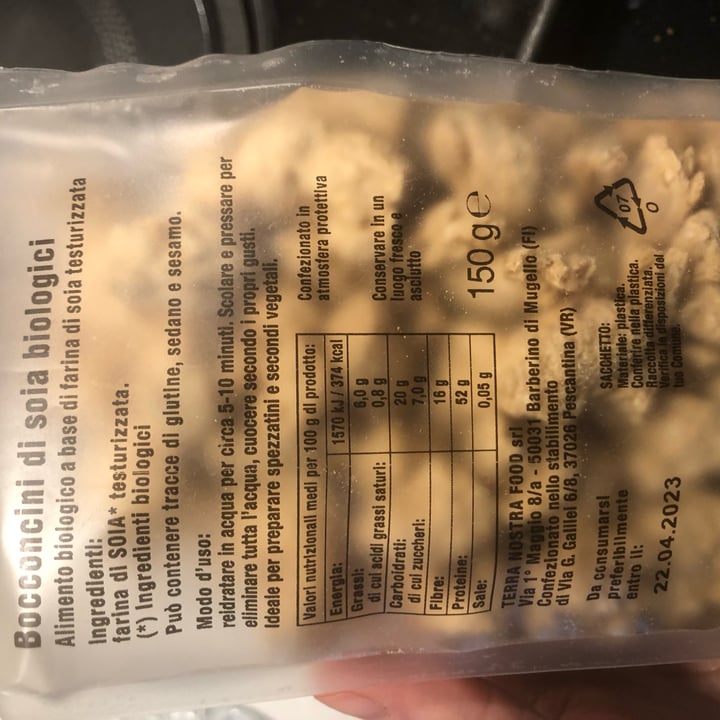 Bocconcini di soia biologici
Alimento biologico a base di farina di soia testurizzata
Ingredienti:
farina di SOIA* testurizzata.
(*) Ingredienti biologici
Può contenere tracce di glutine, sedano e sesamo.
Modo d'uso:
reidratare in acqua per circa 5-10 minuti. Scolare e pressare per
eliminare tutta l'acqua, cuocere secondo i propri gusti.
Ideale per preparare spezzatini e secondi vegetali.
Valori nutrizionali medi per 100 g di prodotto:
Energia: 1570 kJ / 374 kcal
Grassi: 6,0 g
di cui acidi grassi saturi: 0,8 g
Carboidrati: 20 g
di cui zuccheri: 7,0 g
Fibre: 16 g
Proteine: 52 g
Sale: 0,05 g
Confezionato in
atmosfera protettiva
Conservare in un
luogo fresco e
asciutto
150 g e
TERRA NOSTRA FOOD srl
Via 1° Maggio 8/a - 50031 Barberino di Mugello (FI)
Confezionato nello stabilimento
di Via G. Galilei 6/8, 37026 Pescantina (VR)
Da consumarsi
preferibilmente
entro il:
22.04.2023
SACCHETTO:
Materiale: plastica.
Conferire nella plastica.
Raccolta differenziata.
Verifica le disposizioni del
tuo Comune.
07
O